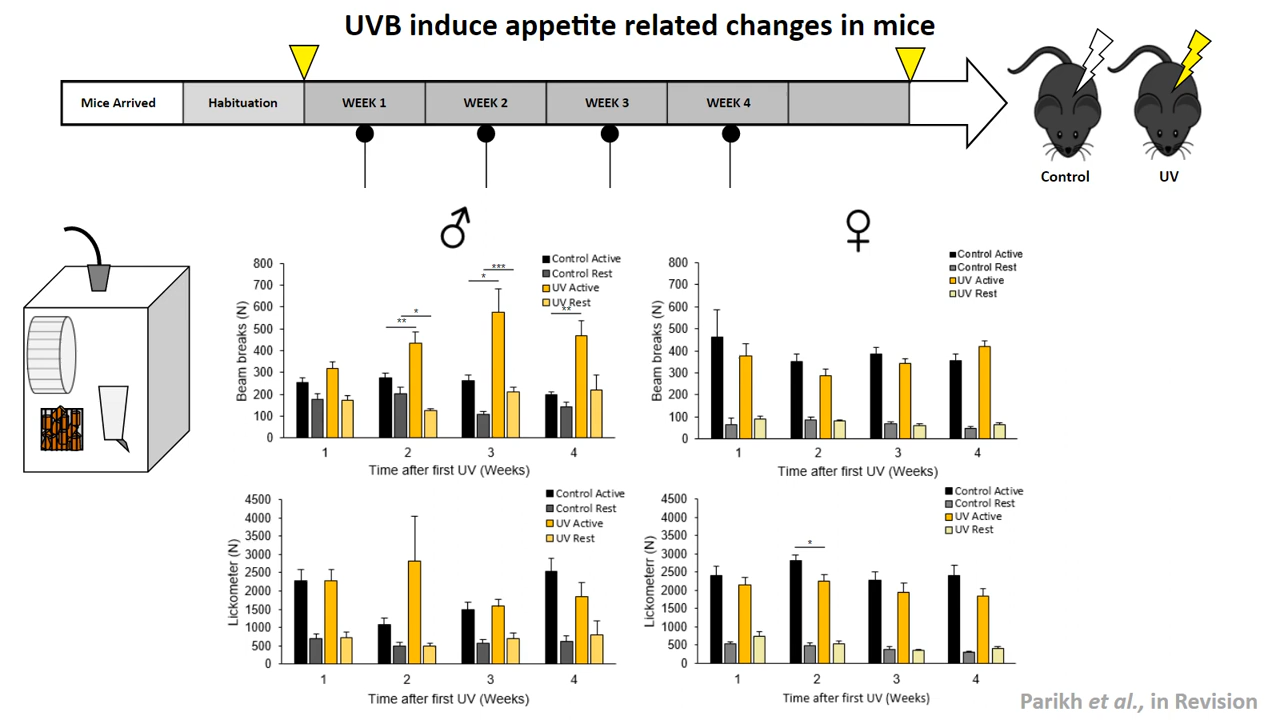 UVB induce appetite related changes in mice
Mice Arrived
Habituation
WEEK 1
WEEK 2
WEEK 3
WEEK 4
Control
UV
♂
♀
Beam breaks (N)
800
700
600
500
400
300
200
100
0
Control Active
Control Rest
UV Active
UV Rest
**
*
*
***
**
1
2
3
4
Time after first UV (Weeks)
Beam breaks (N)
800
700
600
500
400
300
200
100
0
Control Active
Control Rest
UV Active
UV Rest
1
2
3
4
Time after first UV (Weeks)
Lickometer (N)
4500
4000
3500
3000
2500
2000
1500
1000
500
0
Control Active
Control Rest
UV Active
UV Rest
1
2
3
4
Time after first UV (Weeks)
Lickometerr (N)
4500
4000
3500
3000
2500
2000
1500
1000
500
0
Control Active
Control Rest
UV Active
UV Rest
*
1
2
3
4
Time after first UV (Weeks)
Parikh et al., in Revision